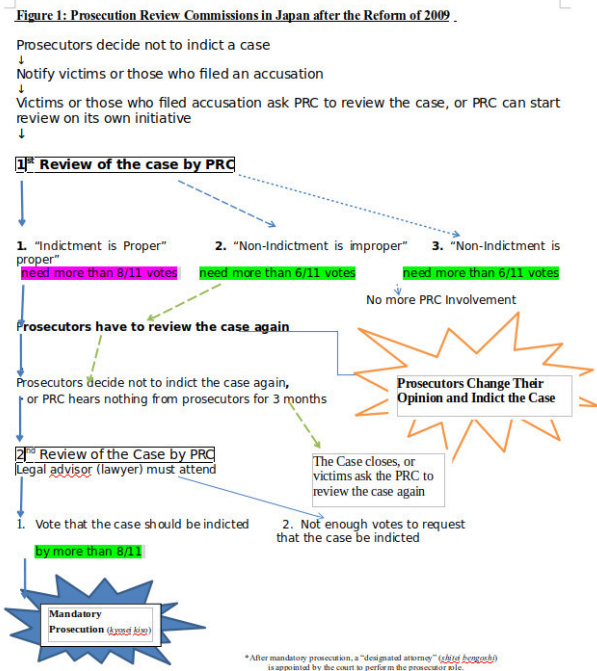 Figure 1: Prosecution Review Commissions in Japan after the Reform of 2009 .
Prosecutors decide not to indict a case
↓
Notify victims or those who filed an accusation
↓
Victims or those who filed accusation ask PRC to review the case, or PRC can start
review on its own initiative
↓
1st Review of the case by PRC
1. “Indictment is Proper” 2. “Non-Indictment is improper” 3. “Non-Indictment is
proper”
need more than 8/11 votes need more than 6/11 votes need more than 6/11 votes
No more PRC Involvement
Prosecutors have to review the case again
Prosecutors Change Their
Opinion and Indict the Case
Prosecutors decide not to indict the case again,
or PRC hears nothing from prosecutors for 3 months
2nd Review of the Case by PRC
Legal advisor (lawyer) must attend
The Case closes, or
victims ask the PRC to
review the case again
1. Vote that the case should be indicted
by more than 8/11
2. Not enough votes to request
that the case be indicted
Mandatory
Prosecution (kyosei kiso)
*After mandatory prosecution, a “designated attorney” (shitei bengoshi)
is appointed by the court to perform the prosecutor role.